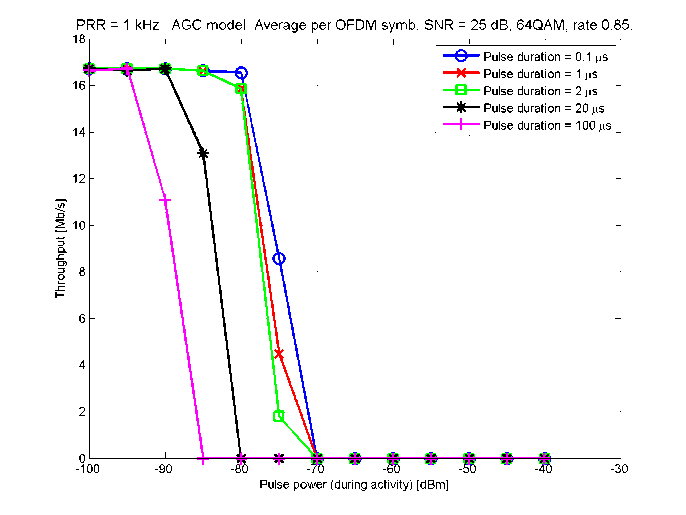 PRR = 1 kHz   AGC model  Average per OFDM symb. SNR = 25 dB, 64QAM, rate 0.85.
18
16
14
12
10
8
6
4
2
0
Throughput [Mb/s]
Pulse duration = 0.1 μs
Pulse duration = 1 μs
Pulse duration = 2 μs
Pulse duration = 20 μs
Pulse duration = 100 μs
-100 -90 -80 -70 -60 -50 -40 -30
Pulse power (during activity) [dBm]